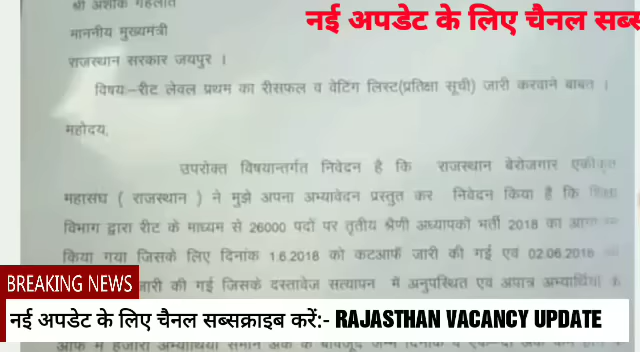 श्री अशोक गहलोत
नई अपडेट के लिए चैनल सब्स
माननीय मुख्यमंत्री
राजस्थान सरकार जयपुर ।
विषय:-रीट लेवल प्रथम का रीसफल व वेटिंग लिस्ट(प्रतिक्षा सूची) जारी करवाने बाबत ।
महोदय,
उपरोक्त विषयान्तर्गत निवेदन है कि राजस्थान बेरोजगार एकीकृत
महासंघ ( राजस्थान ) ने मुझे अपना अभ्यावेदन प्रस्तुत कर निवेदन किया है कि शिक्षा
विभाग द्वारा रीट के माध्यम से 26000 पदों पर तृतीय श्रेणी अध्यापकों भर्ती 2018 का
किया गया जिसके लिए दिनांक 1.6.2018 को कटआफॅ जारी की गई एवं 02.06.2018
BREAKING NEWS
जारी की गई जिसके दस्तावेज सत्यापन में अनुपस्थित एवं अपात्र अभ्यार्थियों के
नई अपडेट के लिए चैनल सब्सक्राइब करें:- RAJASTHAN VACANCY UPDATE